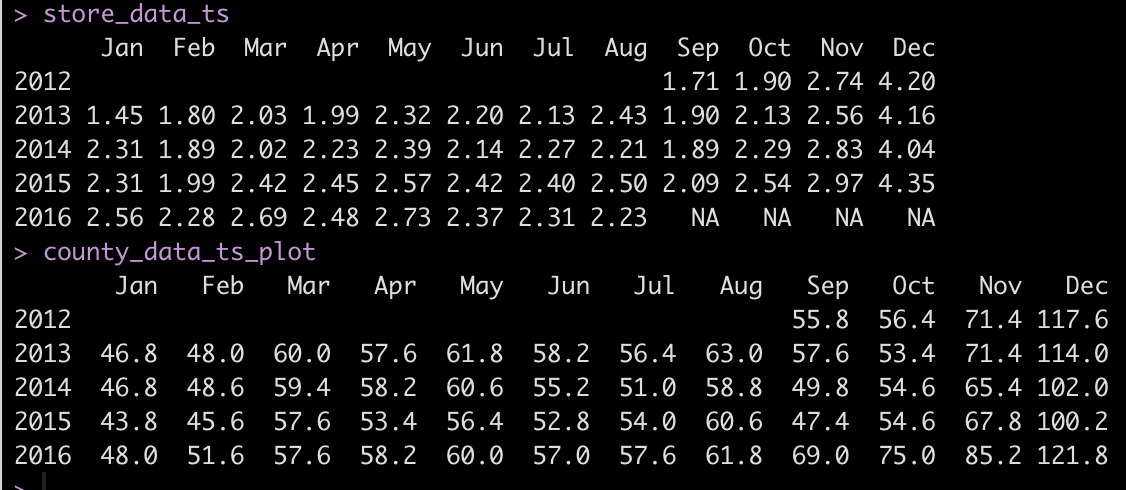 > store_data_ts
      Jan  Feb  Mar  Apr  May  Jun  Jul  Aug  Sep  Oct  Nov  Dec
2012                                         1.71 1.90 2.74 4.20
2013 1.45 1.80 2.03 1.99 2.32 2.20 2.13 2.43 1.90 2.13 2.56 4.16
2014 2.31 1.89 2.02 2.23 2.39 2.14 2.27 2.21 1.89 2.29 2.83 4.04
2015 2.31 1.99 2.42 2.45 2.57 2.42 2.40 2.50 2.09 2.54 2.97 4.35
2016 2.56 2.28 2.69 2.48 2.73 2.37 2.31 2.23   NA   NA   NA   NA
> county_data_ts_plot
       Jan   Feb   Mar   Apr   May   Jun   Jul   Aug   Sep   Oct   Nov   Dec
2012                                                  55.8  56.4  71.4 117.6
2013  46.8  48.0  60.0  57.6  61.8  58.2  56.4  63.0  57.6  53.4  71.4 114.0
2014  46.8  48.6  59.4  58.2  60.6  55.2  51.0  58.8  49.8  54.6  65.4 102.0
2015  43.8  45.6  57.6  53.4  56.4  52.8  54.0  60.6  47.4  54.6  67.8 100.2
2016  48.0  51.6  57.6  58.2  60.0  57.0  57.6  61.8  69.0  75.0  85.2 121.8
>